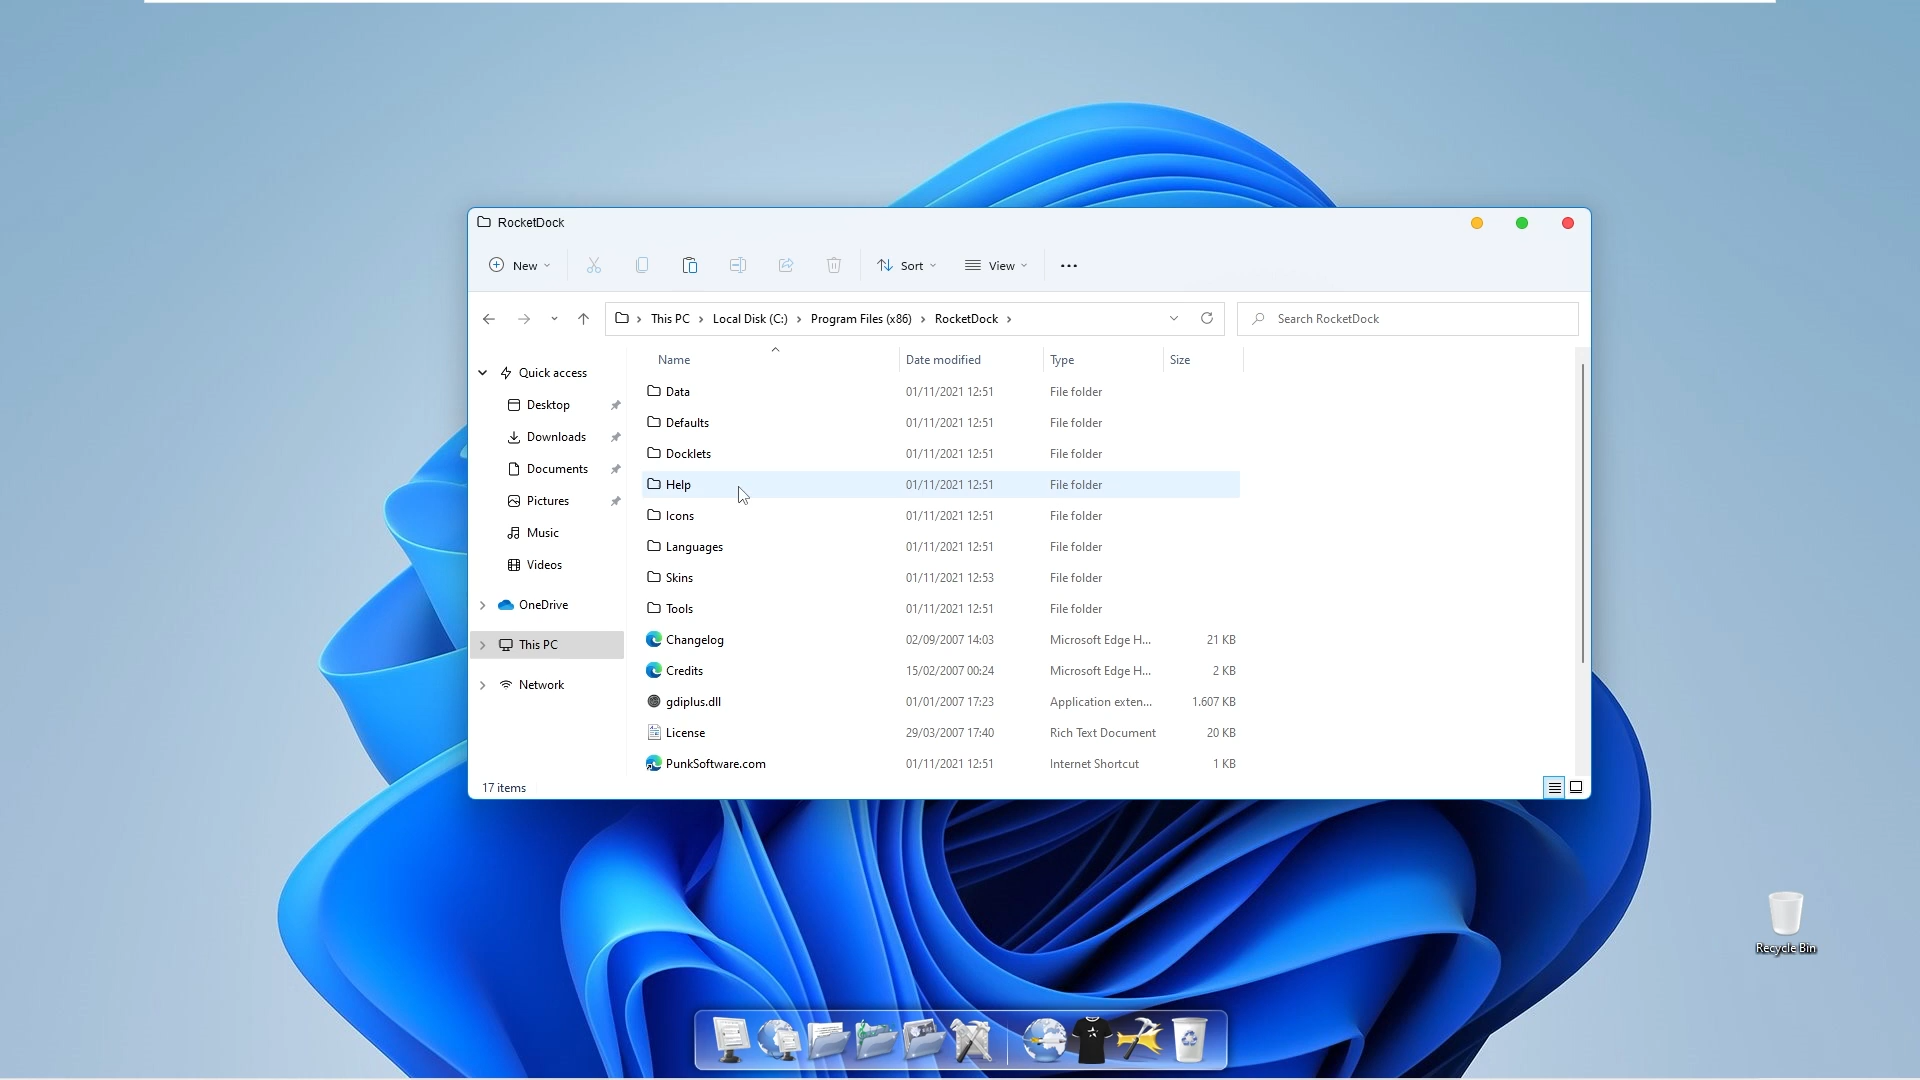 RocketDock
New
Sort
View
This PC
Local Disk (C:)
Program Files (x86)
RocketDock
Search RocketDock
Name Date modified Type Size
Quick access
Desktop
Downloads
Documents
Pictures
Music
Videos
OneDrive
This PC
Network
Data 01/11/2021 12:51 File folder
Defaults 01/11/2021 12:51 File folder
Docklets 01/11/2021 12:51 File folder
Help 01/11/2021 12:51 File folder
Icons 01/11/2021 12:51 File folder
Languages 01/11/2021 12:51 File folder
Skins 01/11/2021 12:53 File folder
Tools 01/11/2021 12:51 File folder
Changelog 02/09/2007 14:03 Microsoft Edge H... 21 KB
Credits 15/02/2007 00:24 Microsoft Edge H... 2 KB
gdiplus.dll 01/01/2007 17:23 Application exten... 1.607 KB
License 29/03/2007 17:40 Rich Text Document 20 KB
PunkSoftware.com 01/11/2021 12:51 Internet Shortcut 1 KB
17 items
Recycle Bin